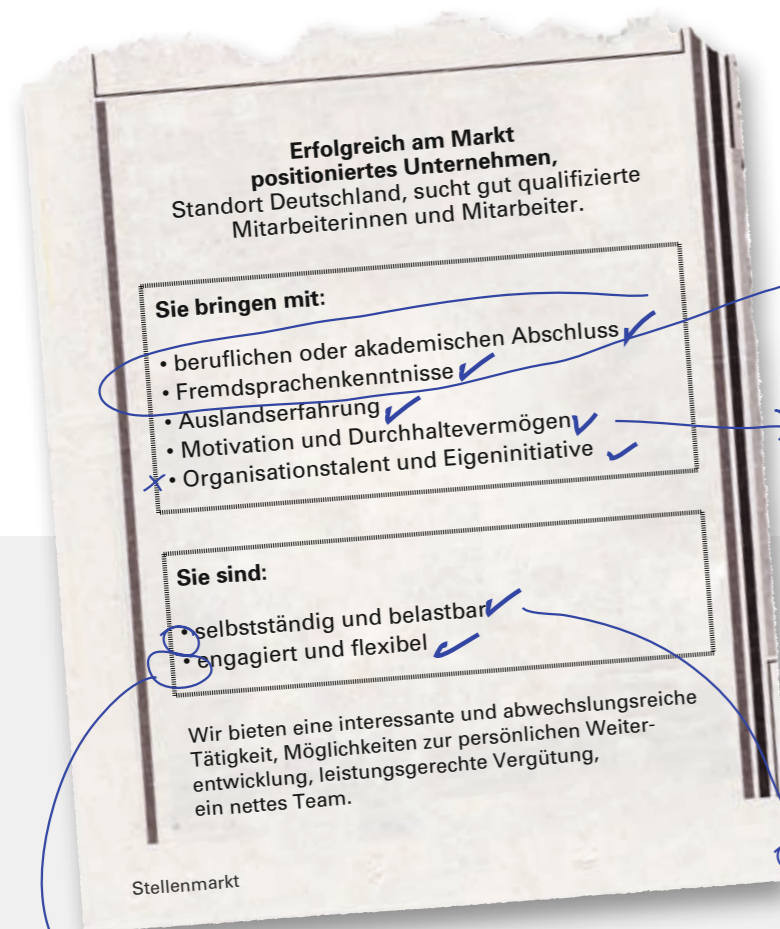 Erfolgreich am Markt
positioniertes Unternehmen,
Standort Deutschland, sucht gut qualifizierte
Mitarbeiterinnen und Mitarbeiter.
Sie bringen mit:
• beruflichen oder akademischen Abschluss
• Fremdsprachenkenntnisse
• Auslandserfahrung
• Motivation und Durchhaltevermögen
• Organisationstalent und Eigeninitiative
Sie sind:
• selbstständig und belastbar
• engagiert und flexibel
Wir bieten eine interessante und abwechslungsreiche
Tätigkeit, Möglichkeiten zur persönlichen Weiter-
entwicklung, leistungsgerechte Vergütung,
ein nettes Team.
Stellenmarkt